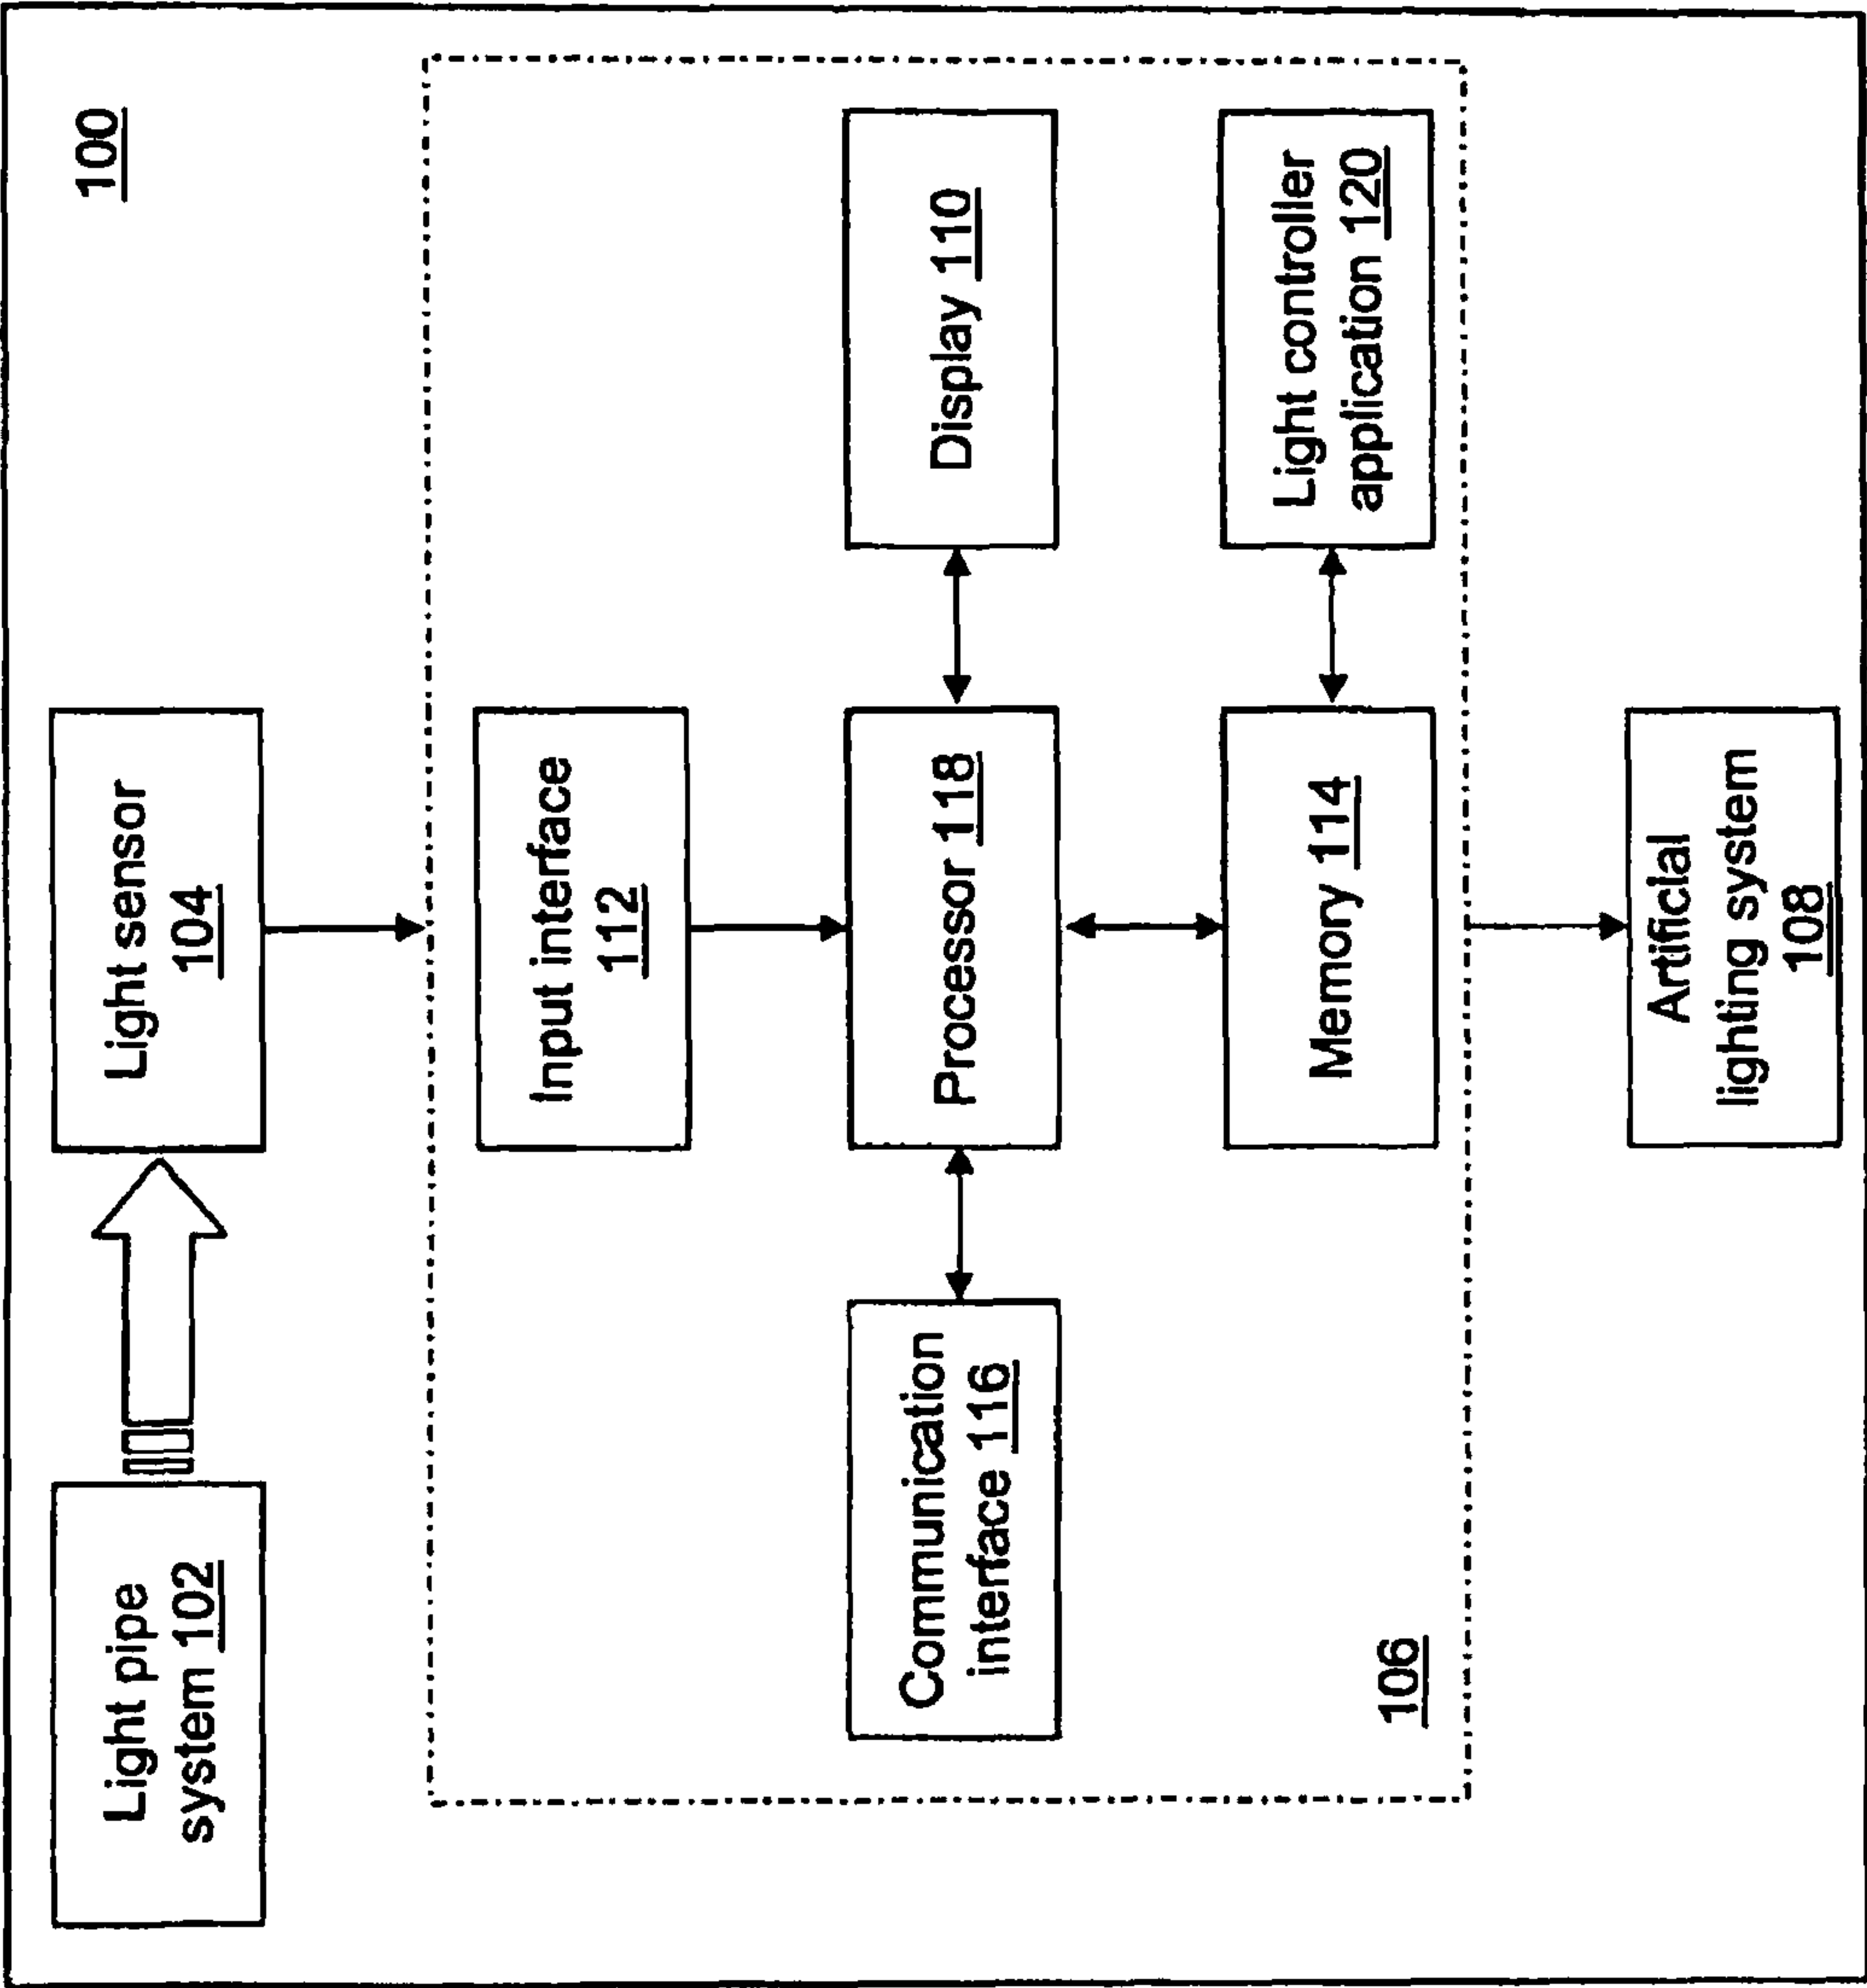 100
Light pipe
system 102
Light sensor
104
Input interface
112
Communication
interface 116
Processor 118
Display 110
Memory 114
Light controller
application 120
106
Artificial
lighting system
108